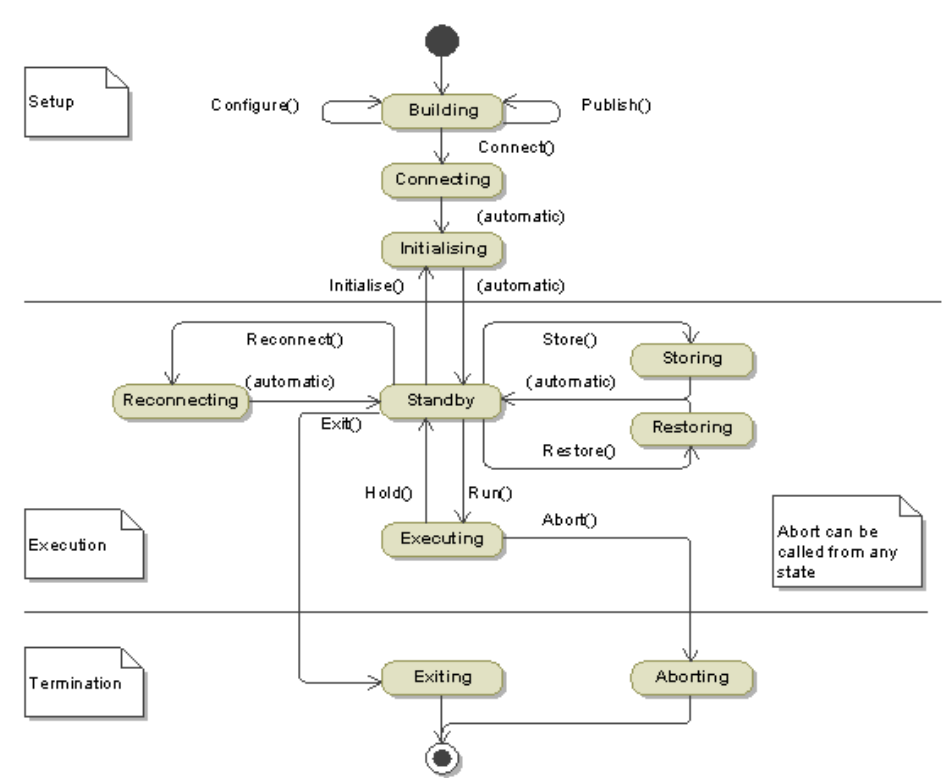 Setup
Configure()
Building
Publish()
Connect()
Connecting
(automatic)
Initialising
Initialise()
(automatic)
Reconnect()
Store()
Storing
(automatic)
(automatic)
Reconnecting
Standby
Exit()
Restoring
Restore()
Hold()
Run()
Executing
Abort()
Execution
Abort can be
called from any
state
Termination
Exiting
Aborting